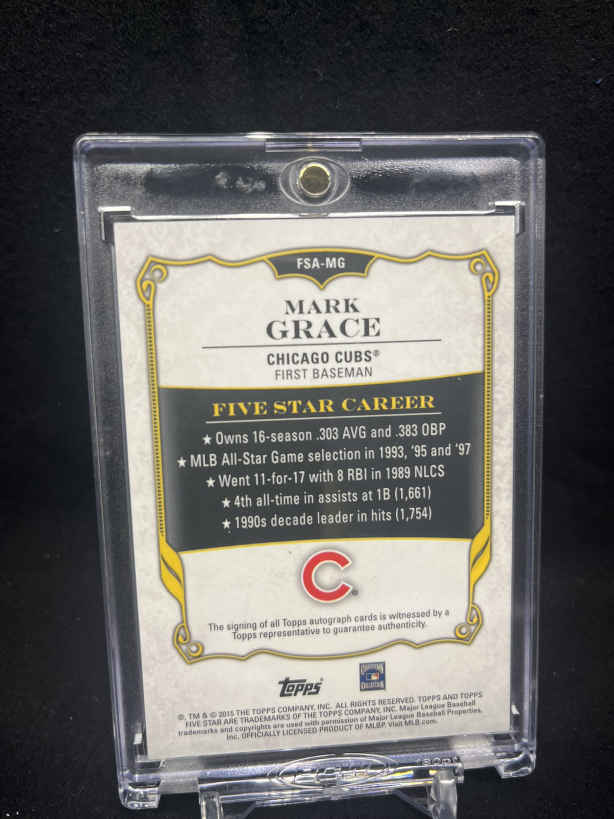 FSA-MG
MARK
GRACE
CHICAGO CUBS®
FIRST BASEMAN
FIVE STAR CAREER
★ Owns 16-season .303 AVG and .383 OBP
★ MLB All-Star Game selection in 1993, '95 and '97
★ Went 11-for-17 with 8 RBI in 1989 NLCS
★ 4th all-time in assists at 1B (1,661)
★ 1990s decade leader in hits (1,754)
C®
The signing of all Topps autograph cards is witnessed by a
Topps representative to guarantee authenticity.
Topps®
COOPERSTOWN
COLLECTION
®, TM & © 2015 THE TOPPS COMPANY, INC. ALL RIGHTS RESERVED. TOPPS AND TOPPS
FIVE STAR ARE TRADEMARKS OF THE TOPPS COMPANY, INC. Major League Baseball
trademarks and copyrights are used with permission of Major League Baseball Properties,
Inc. OFFICIALLY LICENSED PRODUCT OF MLBP. Visit MLB.com.